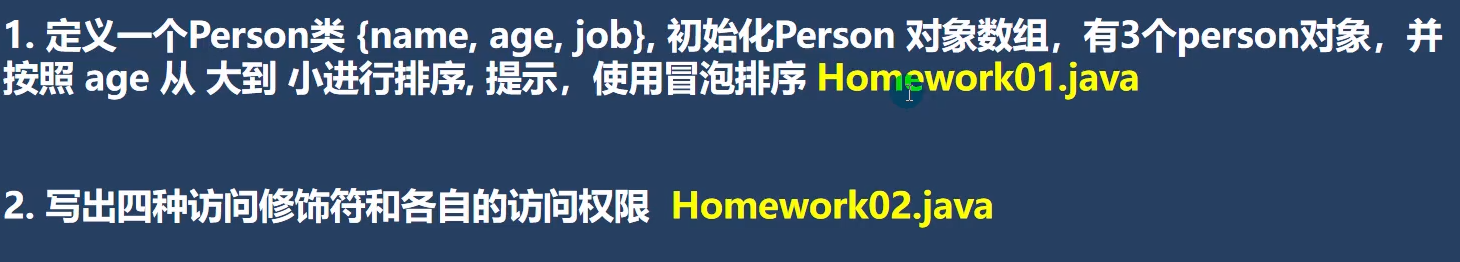 1. 定义一个Person类 {name, age, job}, 初始化Person 对象数组，有3个person对象，并
按照 age 从 大到 小进行排序, 提示，使用冒泡排序 Homework01.java
2. 写出四种访问修饰符和各自的访问权限 Homework02.java